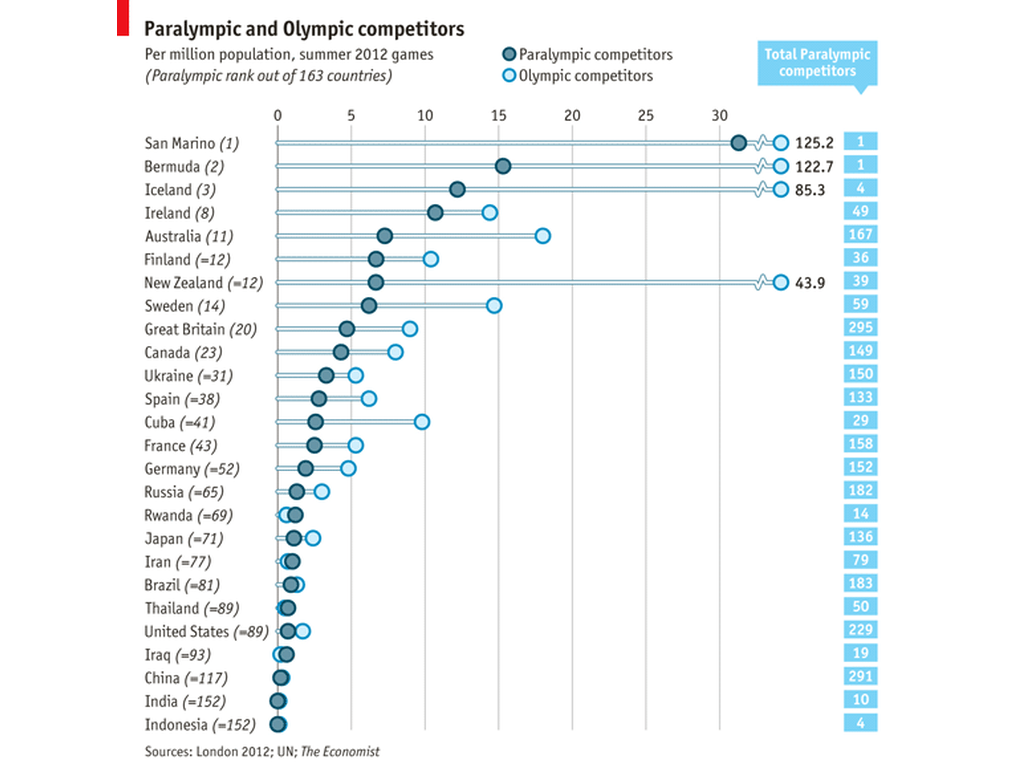 Paralympic and Olympic competitors
Per million population, summer 2012 games
(Paralympic rank out of 163 countries)
Paralympic competitors
Olympic competitors
Total Paralympic
competitors
0 5 10 15 20 25 30
San Marino (1) 125.2 1
Bermuda (2) 122.7 1
Iceland (3) 85.3 4
Ireland (8) 49
Australia (11) 167
Finland (=12) 36
New Zealand (=12) 43.9 39
Sweden (14) 59
Great Britain (20) 295
Canada (23) 149
Ukraine (=31) 150
Spain (=38) 133
Cuba (=41) 29
France (43) 158
Germany (=52) 152
Russia (=65) 182
Rwanda (=69) 14
Japan (=71) 136
Iran (=77) 79
Brazil (=81) 183
Thailand (=89) 50
United States (=89) 229
Iraq (=93) 19
China (=117) 291
India (=152) 10
Indonesia (=152) 4
Sources: London 2012; UN; The Economist